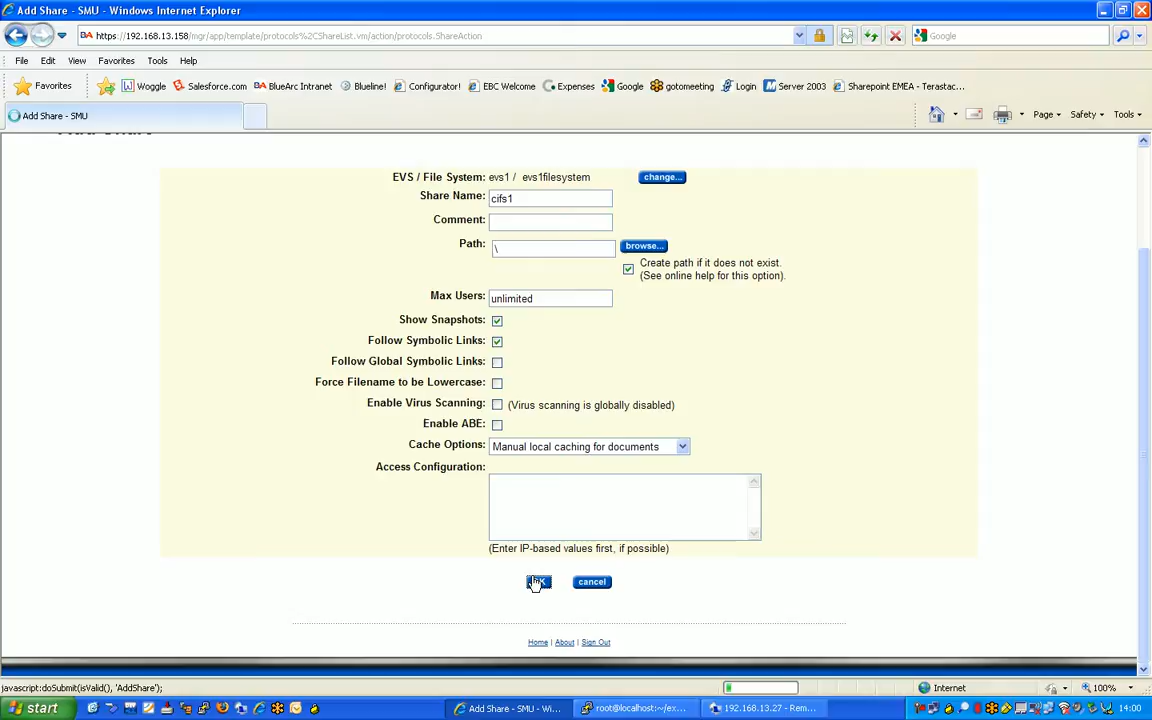 Add Share - SMU - Windows Internet Explorer
BA https://192.168.13.158/mgr/app/template/protocols%2CShareList.vm/action/protocols.ShareAction
Google
File Edit View Favorites Tools Help
Favorites Woggle Salesforce.com BA BlueArc Intranet Blueline! Configurator! BA EBC Welcome Expenses Google gotomeeting Login Server 2003 Sharepoint EMEA - Terastac...
Add Share - SMU
Page Safety Tools
EVS / File System: evs1 / evs1filesystem change...
Share Name: cifs1
Comment:
Path: \ browse...
Create path if it does not exist.
(See online help for this option).
Max Users: unlimited
Show Snapshots:
Follow Symbolic Links:
Follow Global Symbolic Links:
Force Filename to be Lowercase:
Enable Virus Scanning: (Virus scanning is globally disabled)
Enable ABE:
Cache Options: Manual local caching for documents
Access Configuration:
(Enter IP-based values first, if possible)
cancel
Home | About | Sign Out
javascript:doSubmit(isValid(), 'AddShare');
Internet
100%
start
Add Share - SMU - Wi...
root@localhost:~/ex...
192.168.13.27 - Rem...
14:00